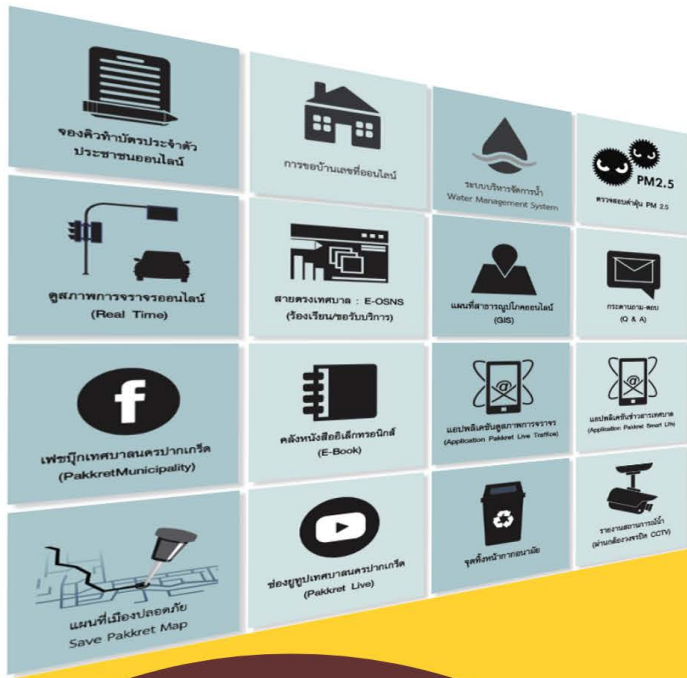 จองคิวทำบัตรประจำตัว
ประชาชนออนไลน์
การขอบ้านเลขที่ออนไลน์
ระบบบริหารจัดการน้ำ
Water Management System
PM2.5
ตรวจสอบค่าฝุ่น PM 2.5
ดูสภาพการจราจรออนไลน์
(Real Time)
สายตรงเทศบาล : E-OSNS
(ร้องเรียน/ขอรับบริการ)
แผนที่สาธารณูปโภคออนไลน์
(GIS)
กระดานถาม-ตอบ
(Q & A)
f
เฟซบุ๊กเทศบาลนครปากเกร็ด
(PakkretMunicipality)
คลังหนังสืออิเล็กทรอนิกส์
(E-Book)
@
แอปพลิเคชันดูสภาพการจราจร
(Application Pakkret Live Traffice)
@
แอปพลิเคชันข่าวสารเทศบาล
(Application Pakkret Smart Life)
แผนที่เมืองปลอดภัย
Save Pakkret Map
ช่องยูทูปเทศบาลนครปากเกร็ด
(Pakkret Live)
จุดทิ้งหน้ากากอนามัย
รายงานสถานการณ์น้ำ
(ผ่านกล้องวงจรปิด CCTV)